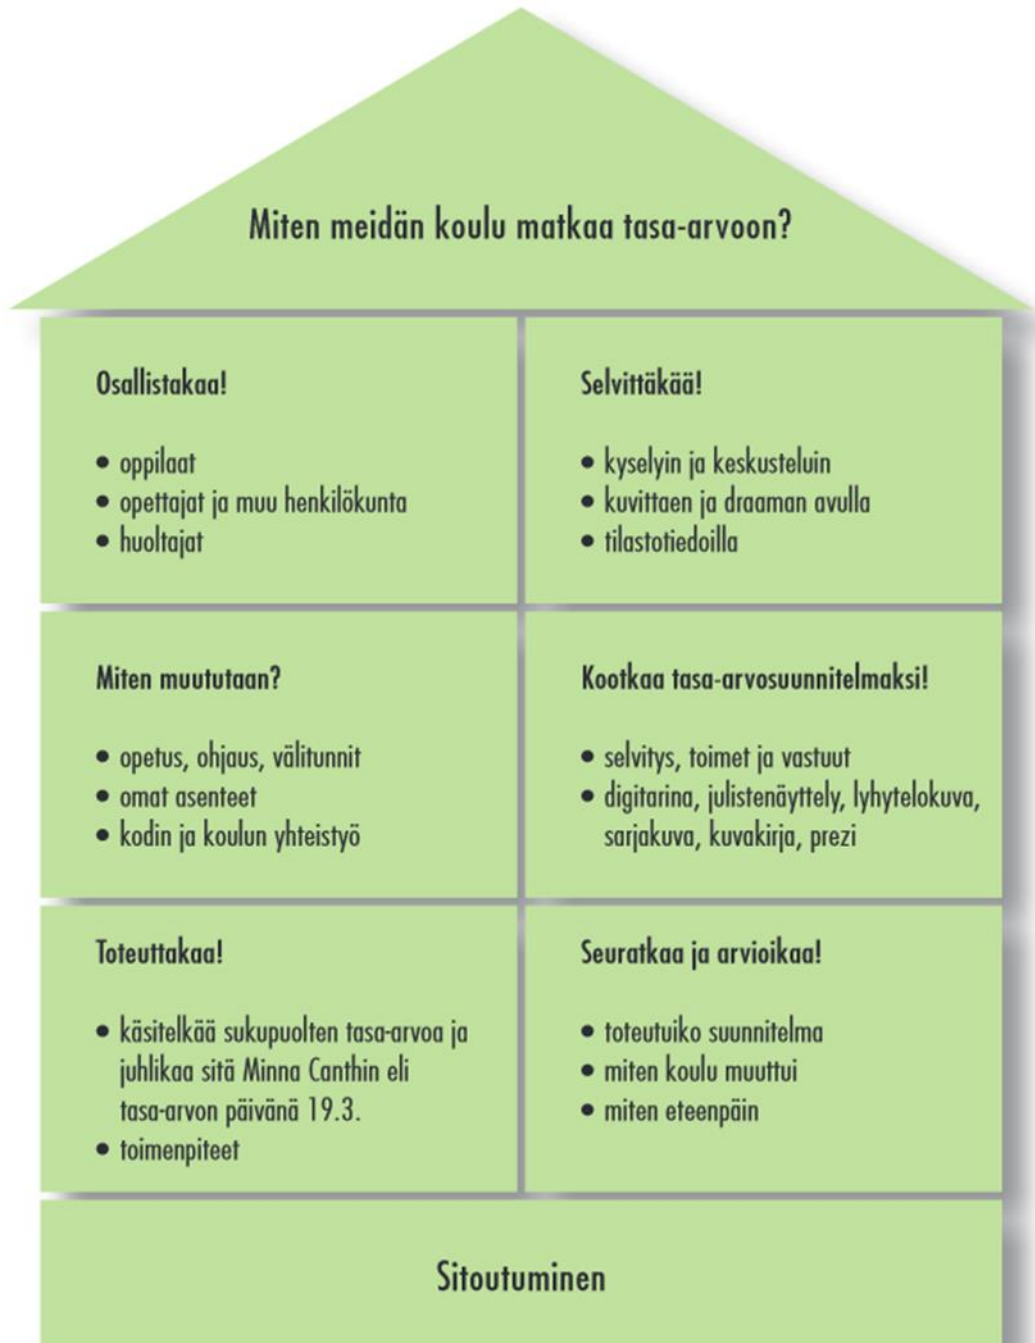 Miten meidän koulu matkaa tasa-arvoon?
Osallistakaa!
• oppilaat
• opettajat ja muu henkilökunta
• huoltajat
Selvittäkää!
• kyselyin ja keskusteluin
• kuvittaen ja draaman avulla
• tilastotiedoilla
Miten muututaan?
• opetus, ohjaus, välitunnit
• omat asenteet
• kodin ja koulun yhteistyö
Kootkaa tasa-arvosuunnitelmaksi!
• selvitys, toimet ja vastuut
• digitarina, julistenäyttely, lyhytelokuva,
sarjakuva, kuvakirja, prezi
Toteuttakaa!
• käsitelkää sukupuolten tasa-arvoa ja
juhlikaa sitä Minna Canthin eli
tasa-arvon päivänä 19.3.
• toimenpiteet
Seuratkaa ja arvioikaa!
• toteutuiko suunnitelma
• miten koulu muuttui
• miten eteenpäin
Sitoutuminen